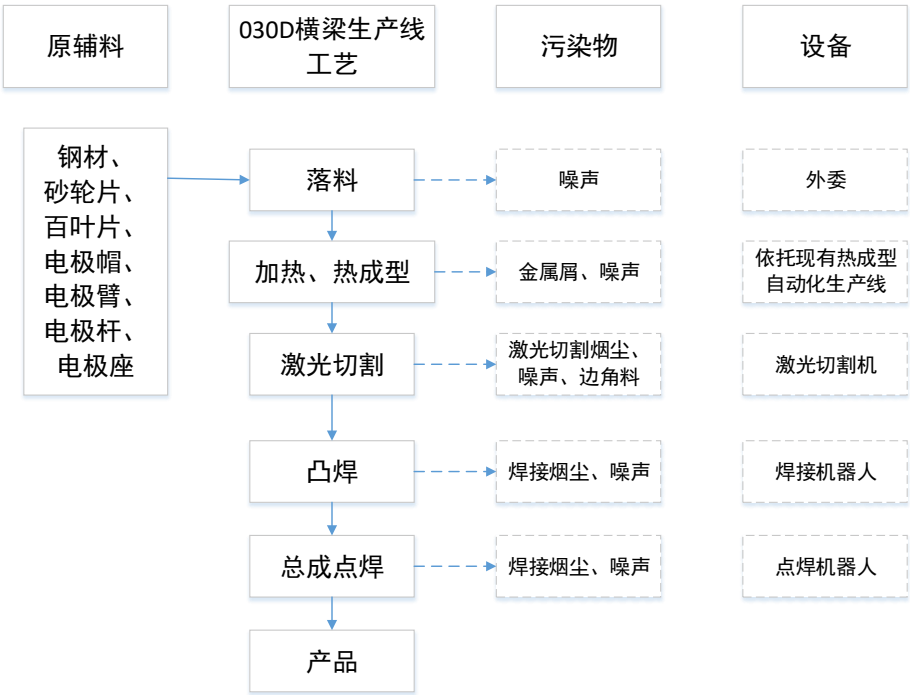 原辅料
030D横梁生产线
工艺
污染物
设备
钢材、
砂轮片、
百叶片、
电极帽、
电极臂、
电极杆、
电极座
落料
噪声
外委
加热、热成型
金属屑、噪声
依托现有热成型
自动化生产线
激光切割
激光切割烟尘、
噪声、边角料
激光切割机
凸焊
焊接烟尘、噪声
焊接机器人
总成点焊
焊接烟尘、噪声
点焊机器人
产品